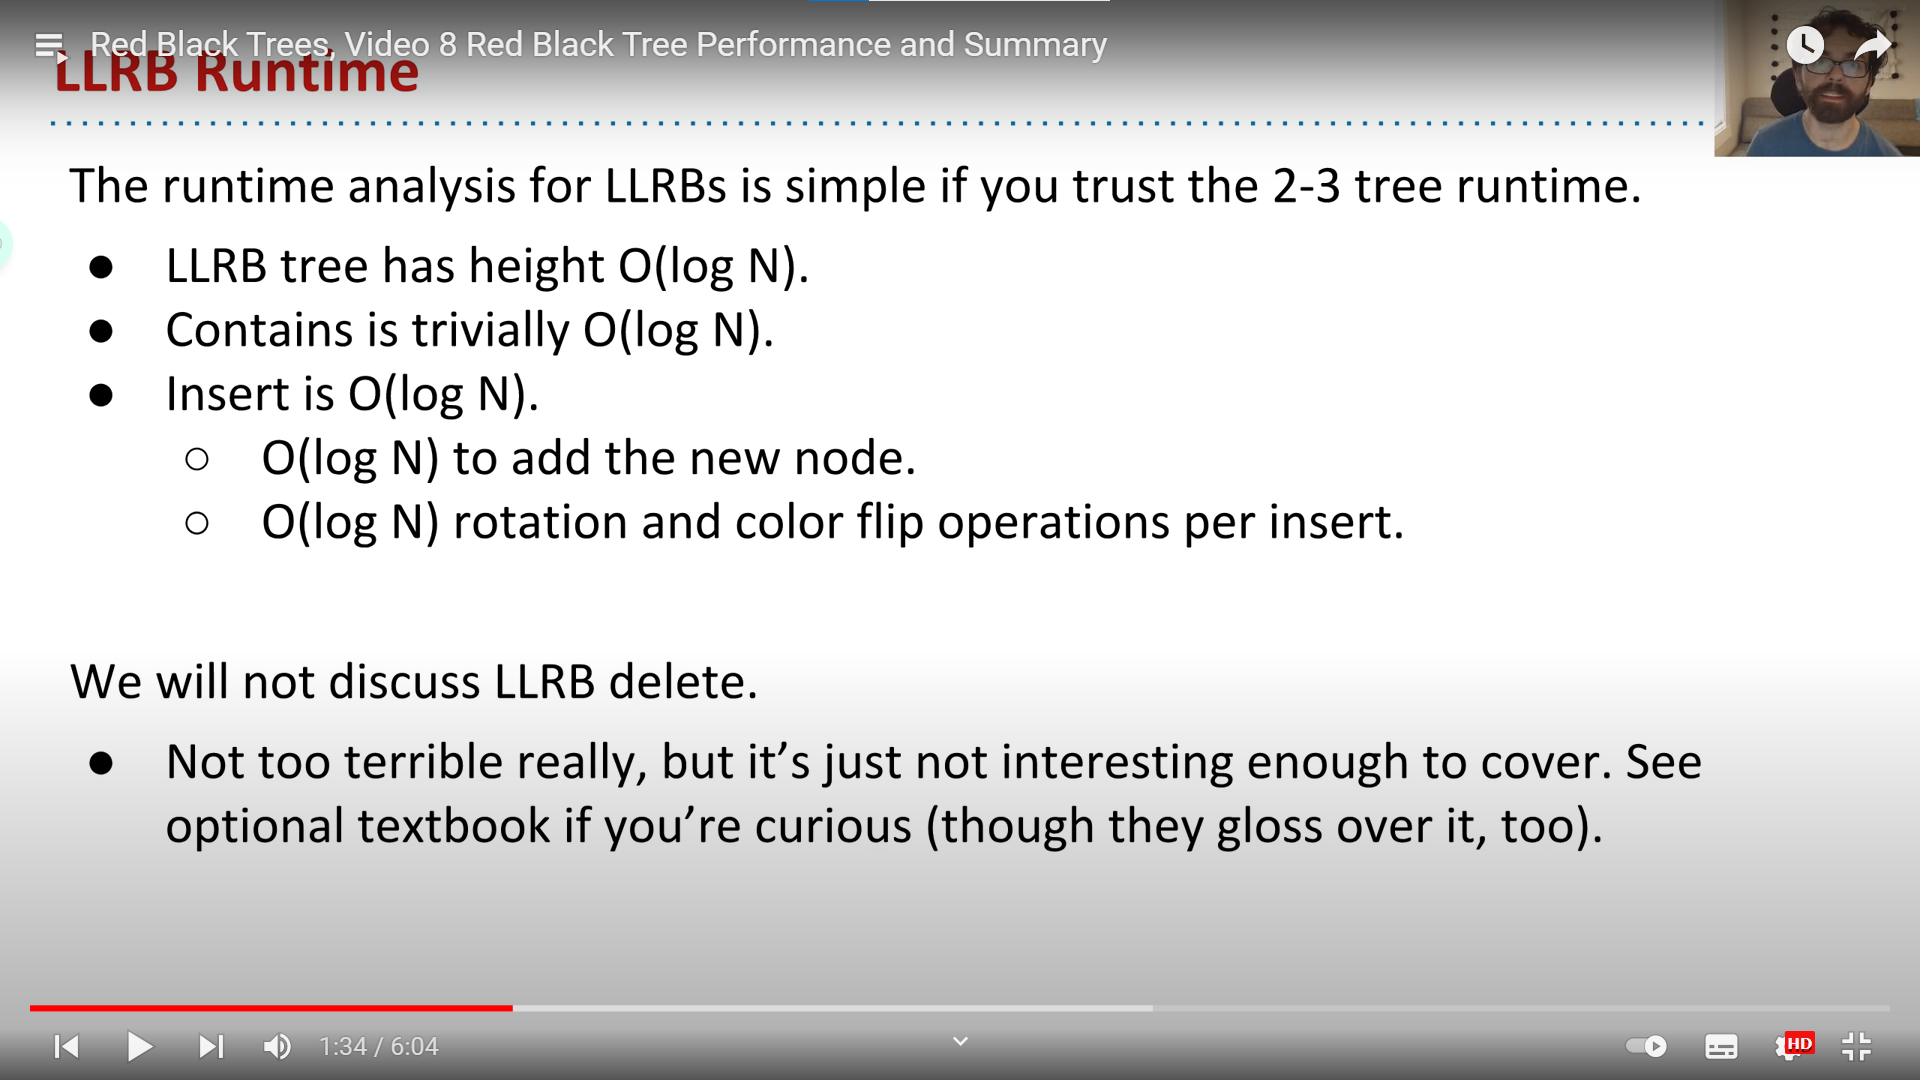 Red Black Trees, Video 8 Red Black Tree Performance and Summary
LLRB Runtime
The runtime analysis for LLRBs is simple if you trust the 2-3 tree runtime.
● LLRB tree has height O(log N).
● Contains is trivially O(log N).
● Insert is O(log N).
○ O(log N) to add the new node.
○ O(log N) rotation and color flip operations per insert.
We will not discuss LLRB delete.
● Not too terrible really, but it’s just not interesting enough to cover. See
optional textbook if you’re curious (though they gloss over it, too).
1:34 / 6:04
HD